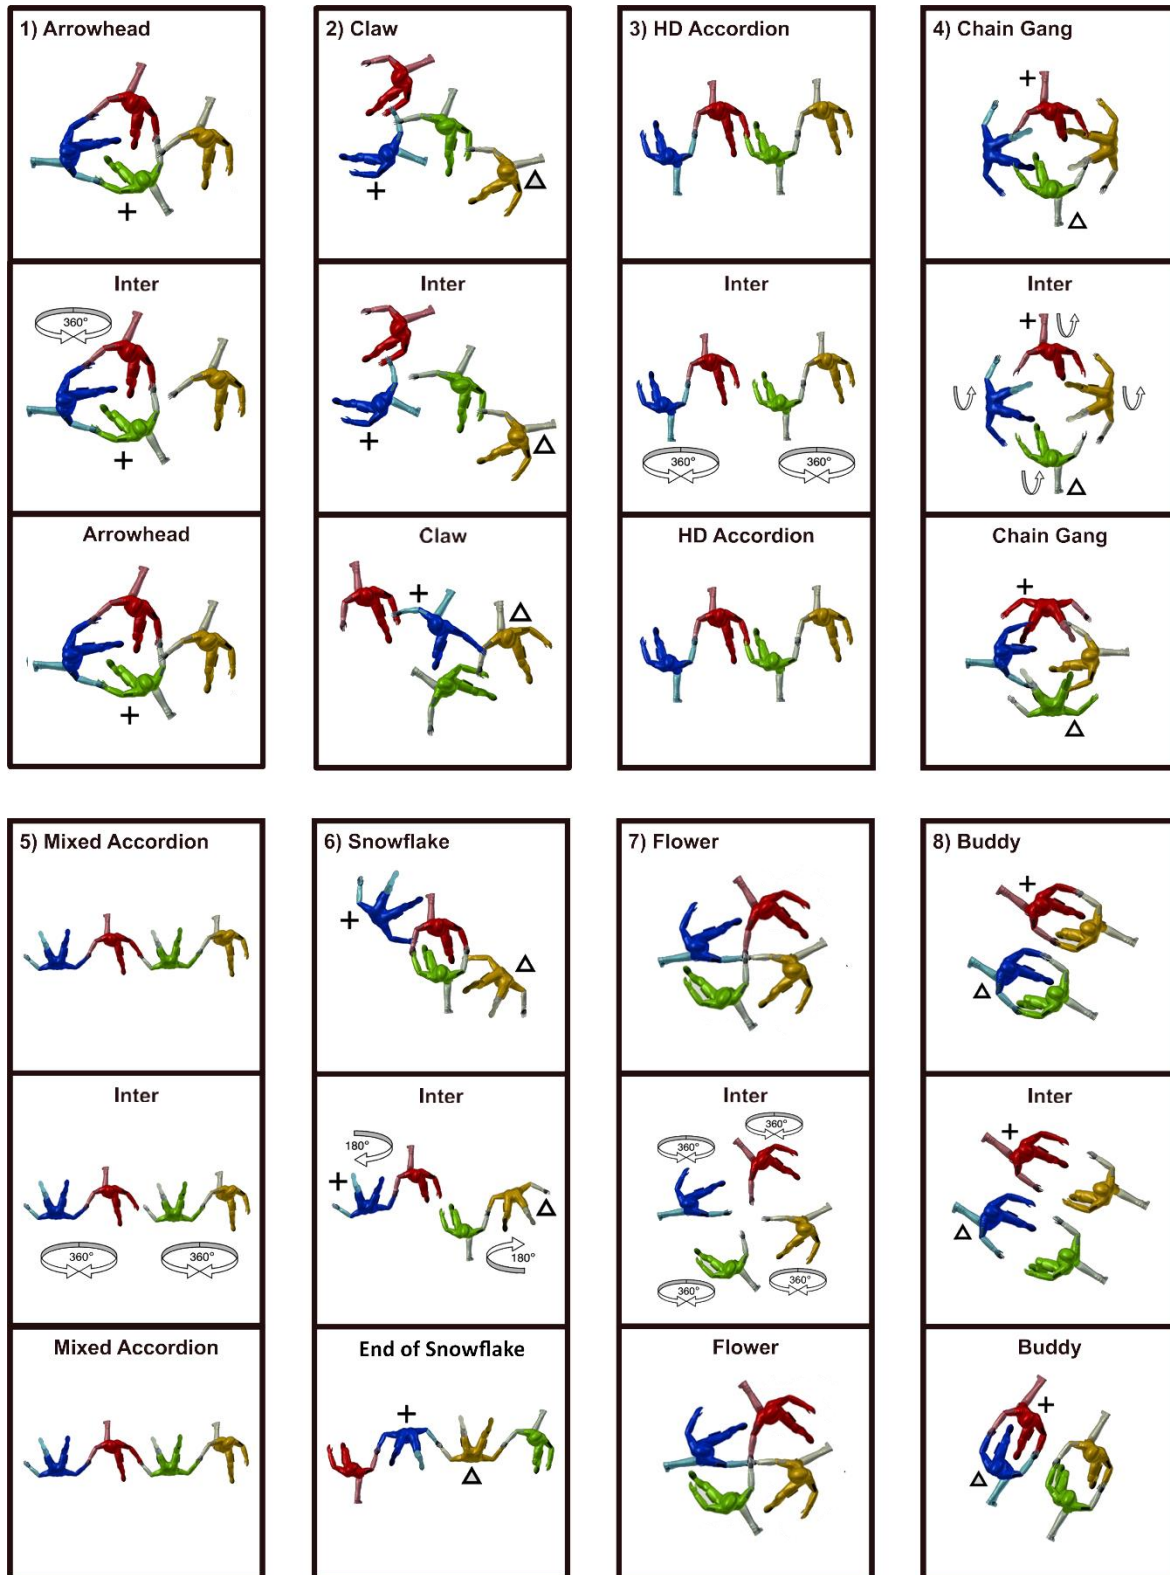 1) Arrowhead
2) Claw
3) HD Accordion
4) Chain Gang
+
+
Δ
+
Δ
Inter
Inter
Inter
Inter
360°
+
+
Δ
360°
360°
+
Δ
Arrowhead
Claw
HD Accordion
Chain Gang
+
+
Δ
+
Δ
5) Mixed Accordion
6) Snowflake
7) Flower
8) Buddy
+
Δ
+
Δ
Inter
Inter
Inter
Inter
360°
360°
180°
+
Δ
180°
360°
360°
360°
360°
+
Δ
Mixed Accordion
End of Snowflake
Flower
Buddy
+
Δ
+
Δ